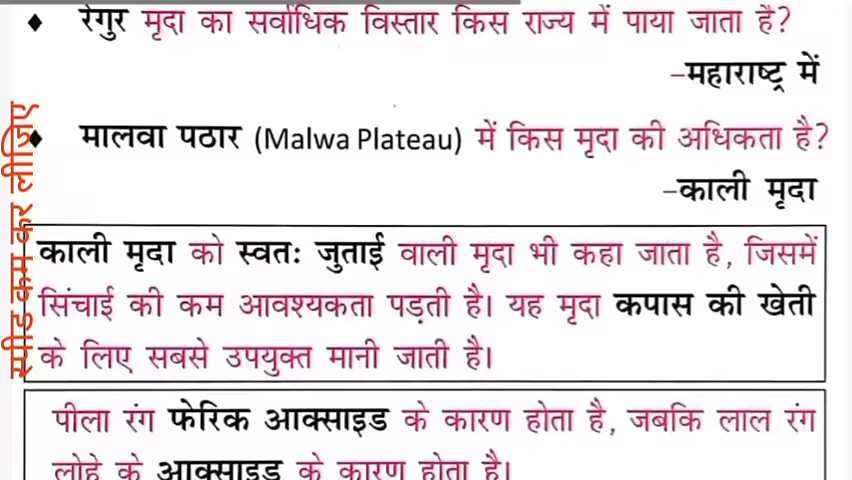 ♦ रेगुर मृदा का सर्वाधिक विस्तार किस राज्य में पाया जाता है?
–महाराष्ट्र में
♦ मालवा पठार (Malwa Plateau) में किस मृदा की अधिकता है?
–काली मृदा
काली मृदा को स्वतः जुताई वाली मृदा भी कहा जाता है, जिसमें
सिंचाई की कम आवश्यकता पड़ती है। यह मृदा कपास की खेती
के लिए सबसे उपयुक्त मानी जाती है।
पीला रंग फेरिक आक्साइड के कारण होता है, जबकि लाल रंग
लोहे के आक्साइड के कारण होता है।
स्पीड कम कर लीजिए